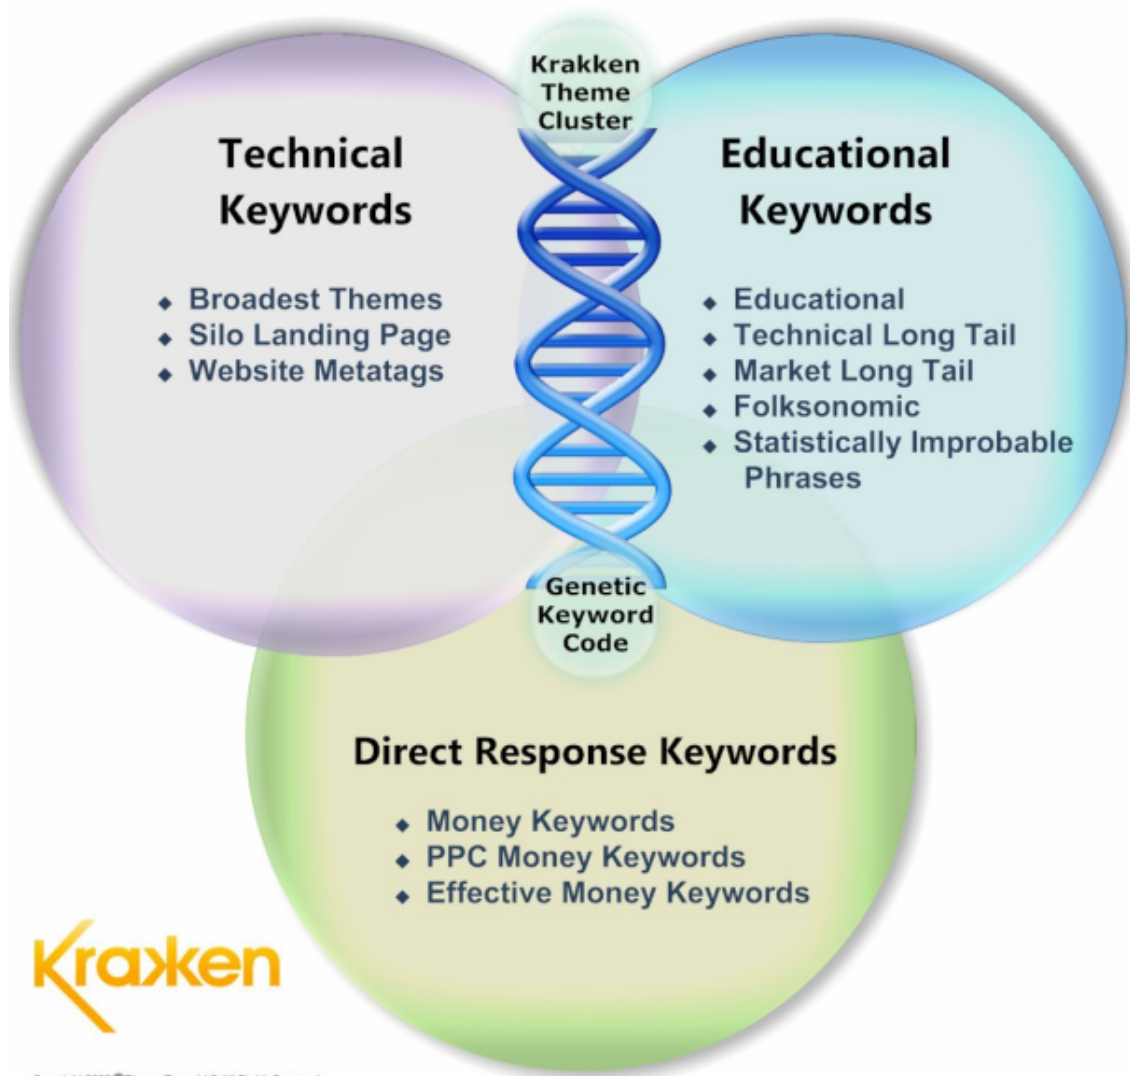 Krakken
Theme
Cluster
Technical
Keywords
Broadest Themes
Silo Landing Page
Website Metatags
Educational
Keywords
Educational
Technical Long Tail
Market Long Tail
Folksonomic
Statistically Improbable
Phrases
Genetic
Keyword
Code
Direct Response Keywords
Money Keywords
PPC Money Keywords
Effective Money Keywords
Krakken